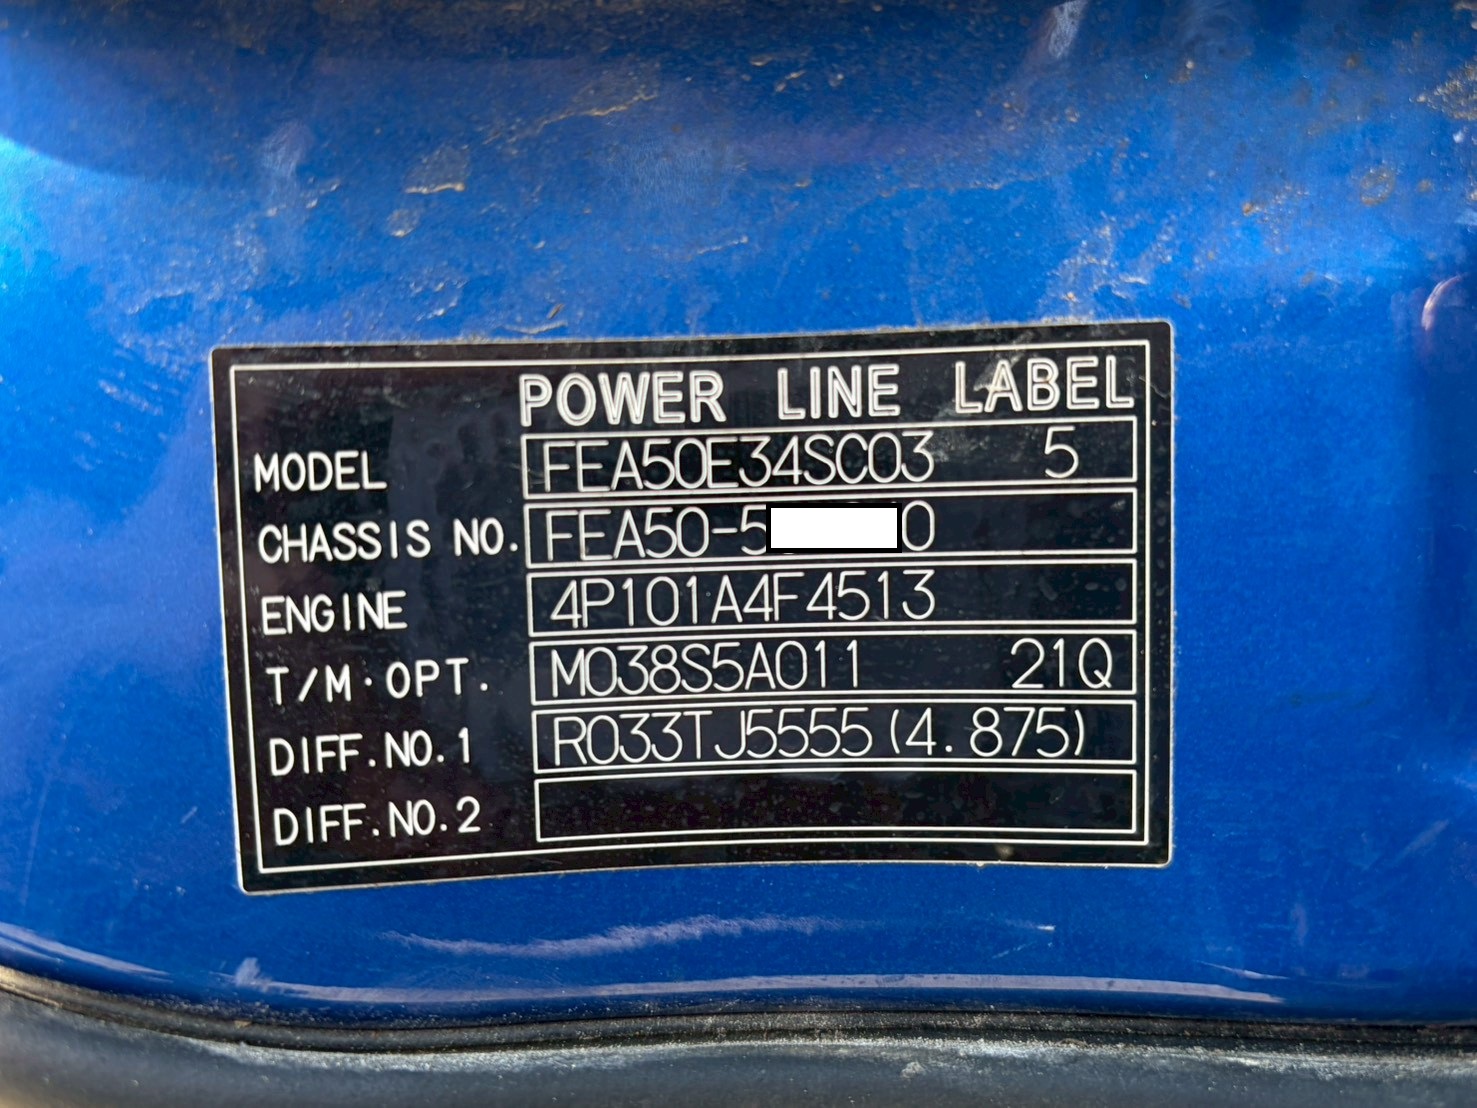 POWER LINE LABEL
MODEL FEA50E34SC03 5
CHASSIS NO. FEA50-5 0
ENGINE 4P101A4F4513
T/M·OPT. M038S5A011 21Q
DIFF.NO.1 R033TJ5555(4.875)
DIFF.NO.2